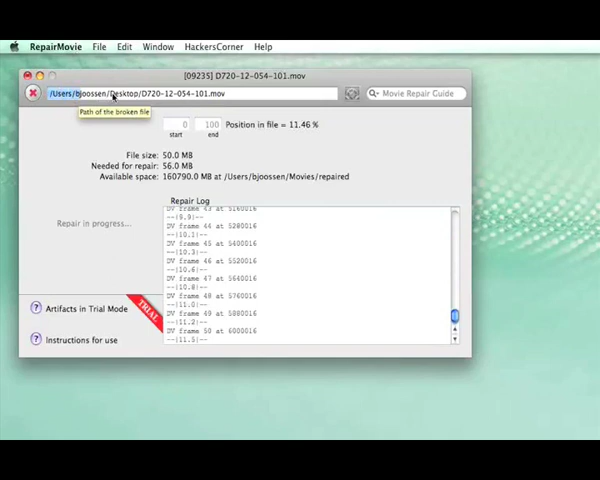 RepairMovie File Edit Window HackersCorner Help
[09235] D720-12-054-101.mov
/Users/bjoossen/Desktop/D720-12-054-101.mov
Movie Repair Guide
Path of the broken file
0 100 Position in file = 11.46 %
start end
File size: 50.0 MB
Needed for repair: 56.0 MB
Available space: 160790.0 MB at /Users/bjoossen/Movies/repaired
Repair Log
Repair in progress...
DV frame 43 at 5160016
--|9.9|--
DV frame 44 at 5280016
--|10.1|--
DV frame 45 at 5400016
--|10.3|--
DV frame 46 at 5520016
--|10.6|--
DV frame 47 at 5640016
--|10.8|--
DV frame 48 at 5760016
--|11.0|--
DV frame 49 at 5880016
--|11.2|--
DV frame 50 at 6000016
--|11.5|--
? Artifacts in Trial Mode
TRIAL
? Instructions for use